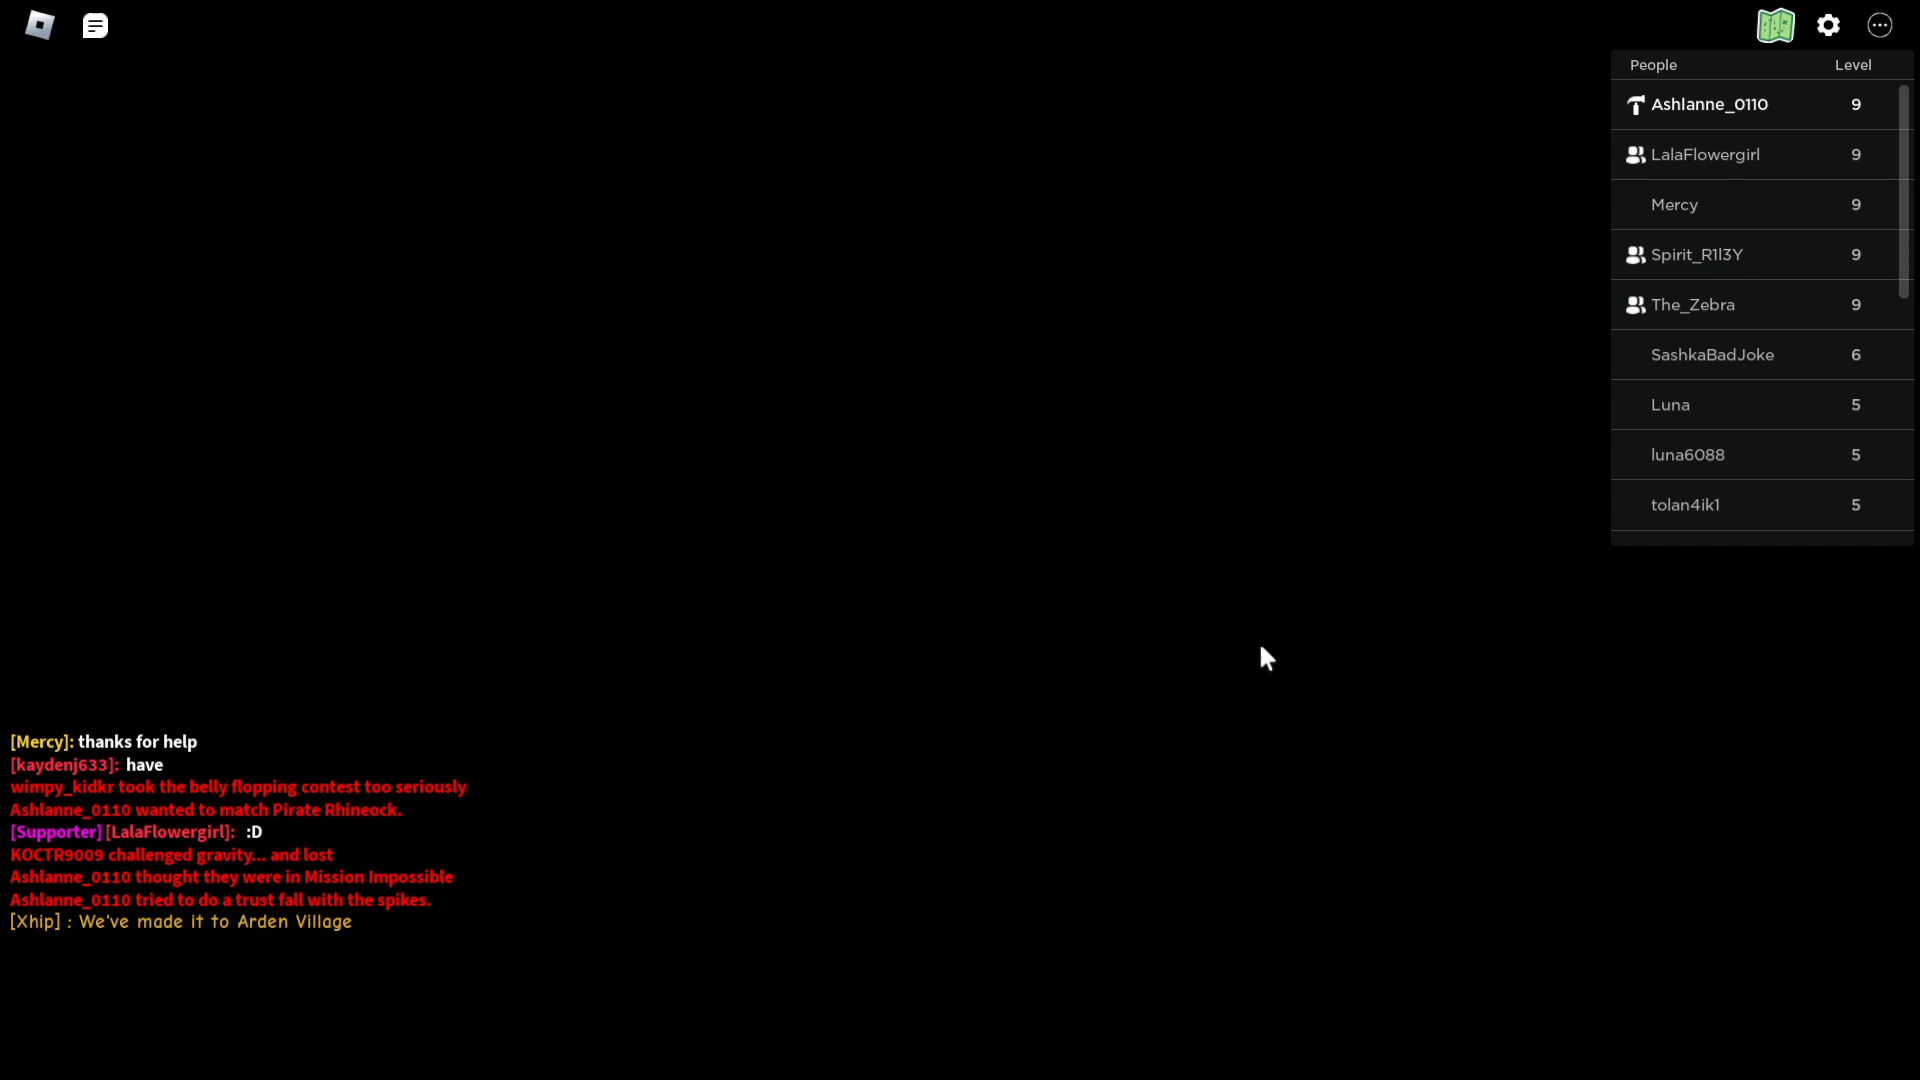 People Level
Ashlanne_0110 9
LalaFlowergirl 9
Mercy 9
Spirit_R1l3Y 9
The_Zebra 9
SashkaBadJoke 6
Luna 5
luna6088 5
tolan4ik1 5
[Mercy]: thanks for help
[kaydenj633]: have
wimpy_kidkr took the belly flopping contest too seriously
Ashlanne_0110 wanted to match Pirate Rhineock.
[Supporter] [LalaFlowergirl]: :D
KOCTR9009 challenged gravity... and lost
Ashlanne_0110 thought they were in Mission Impossible
Ashlanne_0110 tried to do a trust fall with the spikes.
[Xhip] : We've made it to Arden Village